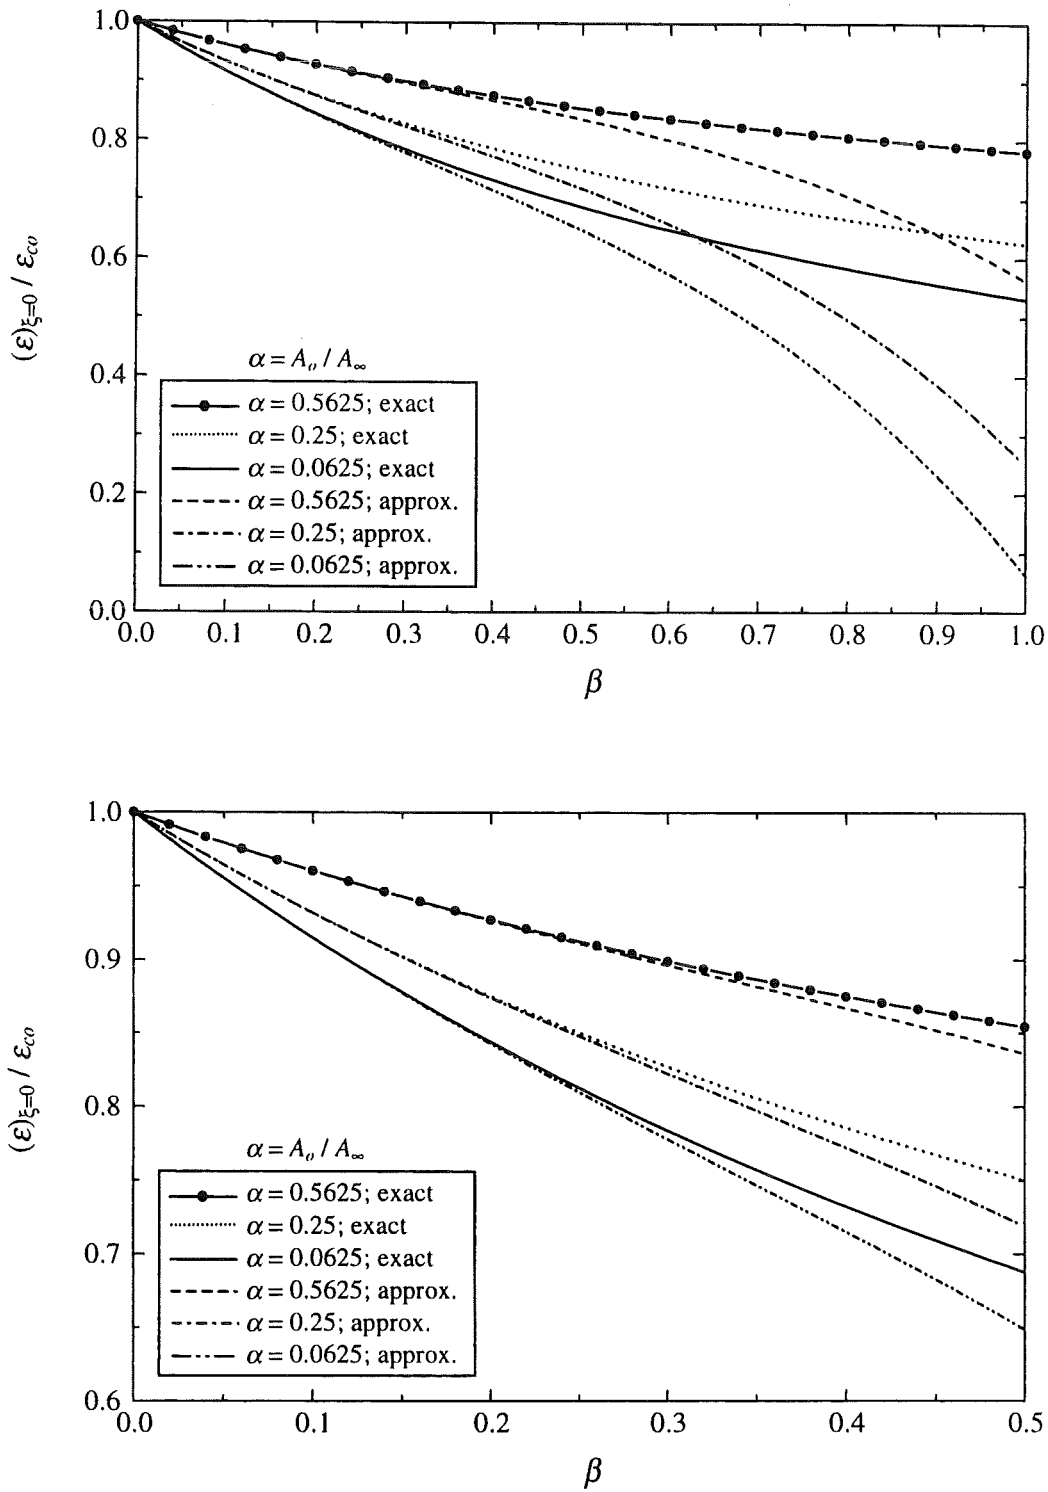 1.0
0.8
0.6
0.4
0.2
0.0
(ε)ξ=0 / εco
α = Ao / A∞
α = 0.5625; exact
α = 0.25; exact
α = 0.0625; exact
α = 0.5625; approx.
α = 0.25; approx.
α = 0.0625; approx.
0.0 0.1 0.2 0.3 0.4 0.5 0.6 0.7 0.8 0.9 1.0
β
1.0
0.9
0.8
0.7
0.6
(ε)ξ=0 / εco
α = Ao / A∞
α = 0.5625; exact
α = 0.25; exact
α = 0.0625; exact
α = 0.5625; approx.
α = 0.25; approx.
α = 0.0625; approx.
0.0 0.1 0.2 0.3 0.4 0.5
β